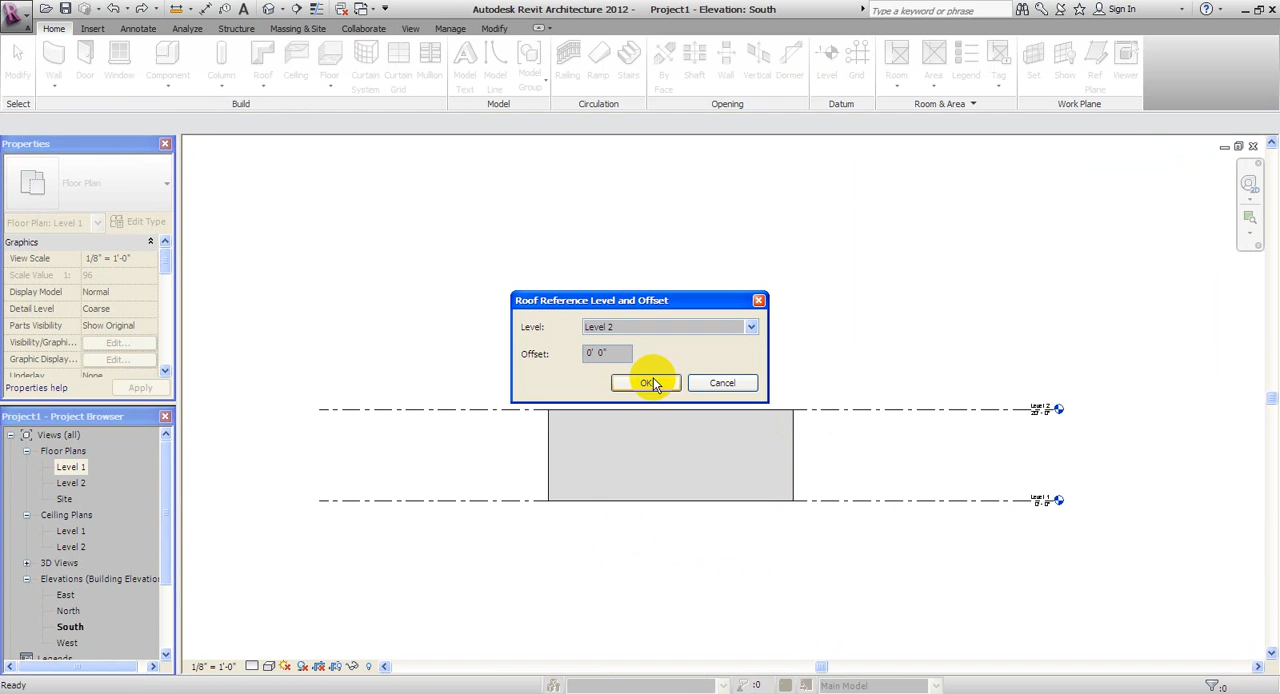 Autodesk Revit Architecture 2012 - Project1 - Elevation: South
Type a keyword or phrase
Sign In
Home Insert Annotate Analyze Structure Massing & Site Collaborate View Manage Modify
Modify Wall Door Window Component Column Roof Ceiling Floor Curtain System Curtain Grid Mullion Model Text Model Line Model Group Railing Ramp Stairs By Face Shaft Wall Vertical Dormer Level Grid Room Area Legend Tag Set Show Ref Plane Viewer
Select Build Model Circulation Opening Datum Room & Area Work Plane
Properties
Floor Plan
Floor Plan: Level 1 Edit Type
Graphics
View Scale 1/8" = 1'-0"
Scale Value 1: 96
Display Model Normal
Detail Level Coarse
Parts Visibility Show Original
Visibility/Graphi... Edit...
Graphic Display... Edit...
Underlay None
Properties help Apply
Project1 - Project Browser
Views (all)
Floor Plans
Level 1
Level 2
Site
Ceiling Plans
Level 1
Level 2
3D Views
Elevations (Building Elevation
East
North
South
West
Legends
Roof Reference Level and Offset
Level: Level 2
Offset: 0' 0"
OK Cancel
Level 2
Level 1
0' - 0"
1/8" = 1'-0"
Ready
:0
Main Model
:0